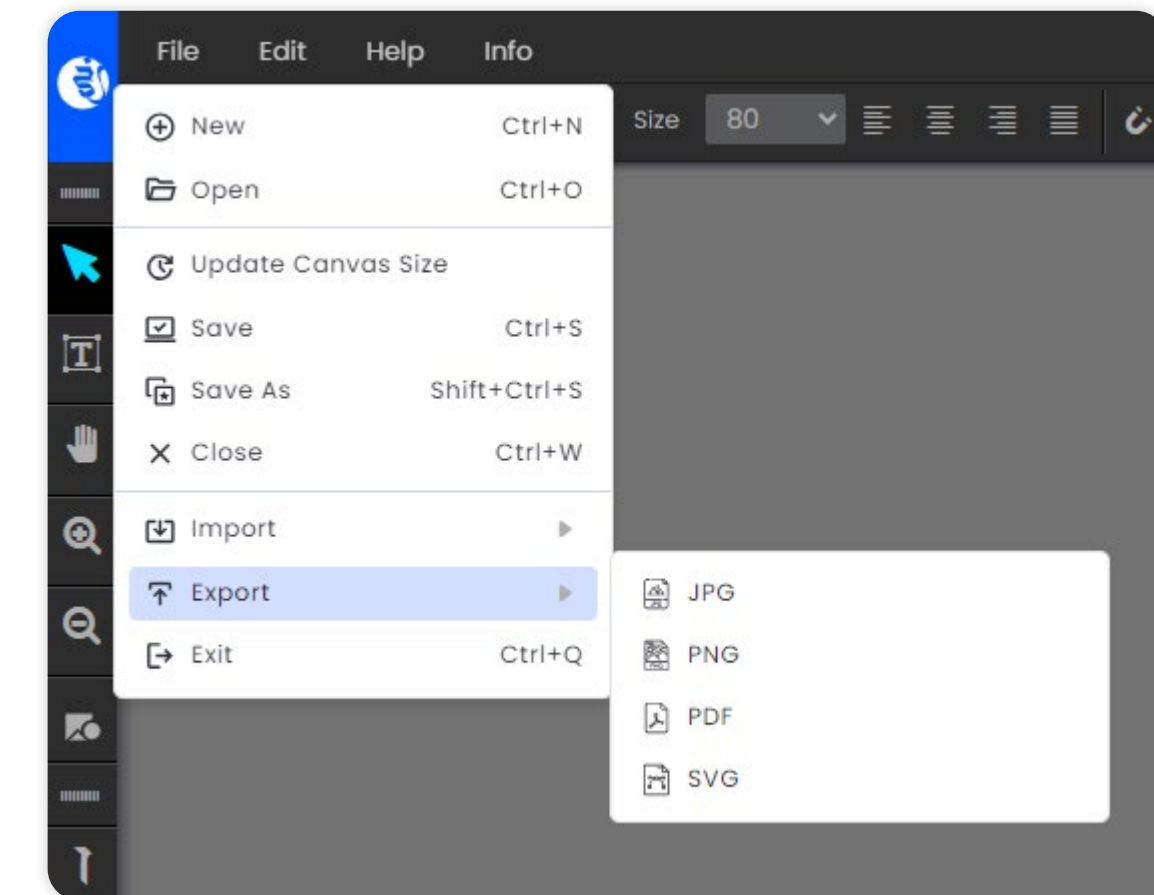 File Edit Help Info
Size 80
New Ctrl+N
Open Ctrl+O
Update Canvas Size
Save Ctrl+S
Save As Shift+Ctrl+S
Close Ctrl+W
Import
Export
Exit Ctrl+Q
JPG
PNG
PDF
SVG
T